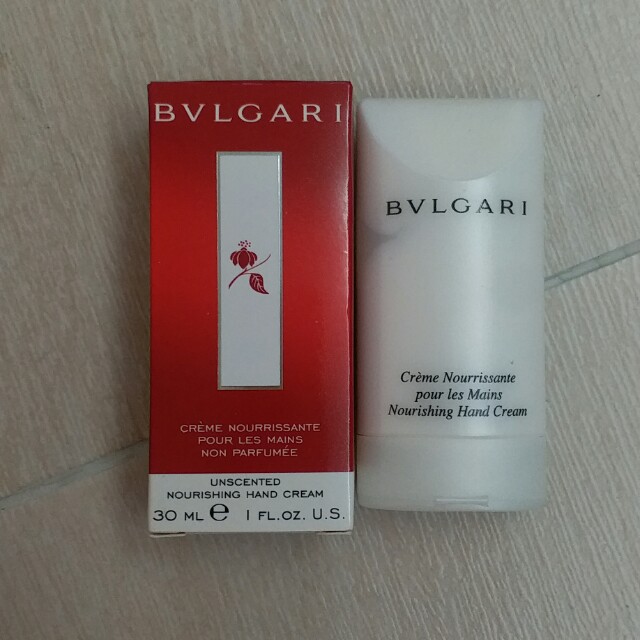 BVLGARI
CRÈME NOURRISSANTE
POUR LES MAINS
NON PARFUMÉE
UNSCENTED
NOURISHING HAND CREAM
30 ML ℮ 1 FL.OZ. U.S.
BVLGARI
Crème Nourrissante
pour les Mains
Nourishing Hand Cream